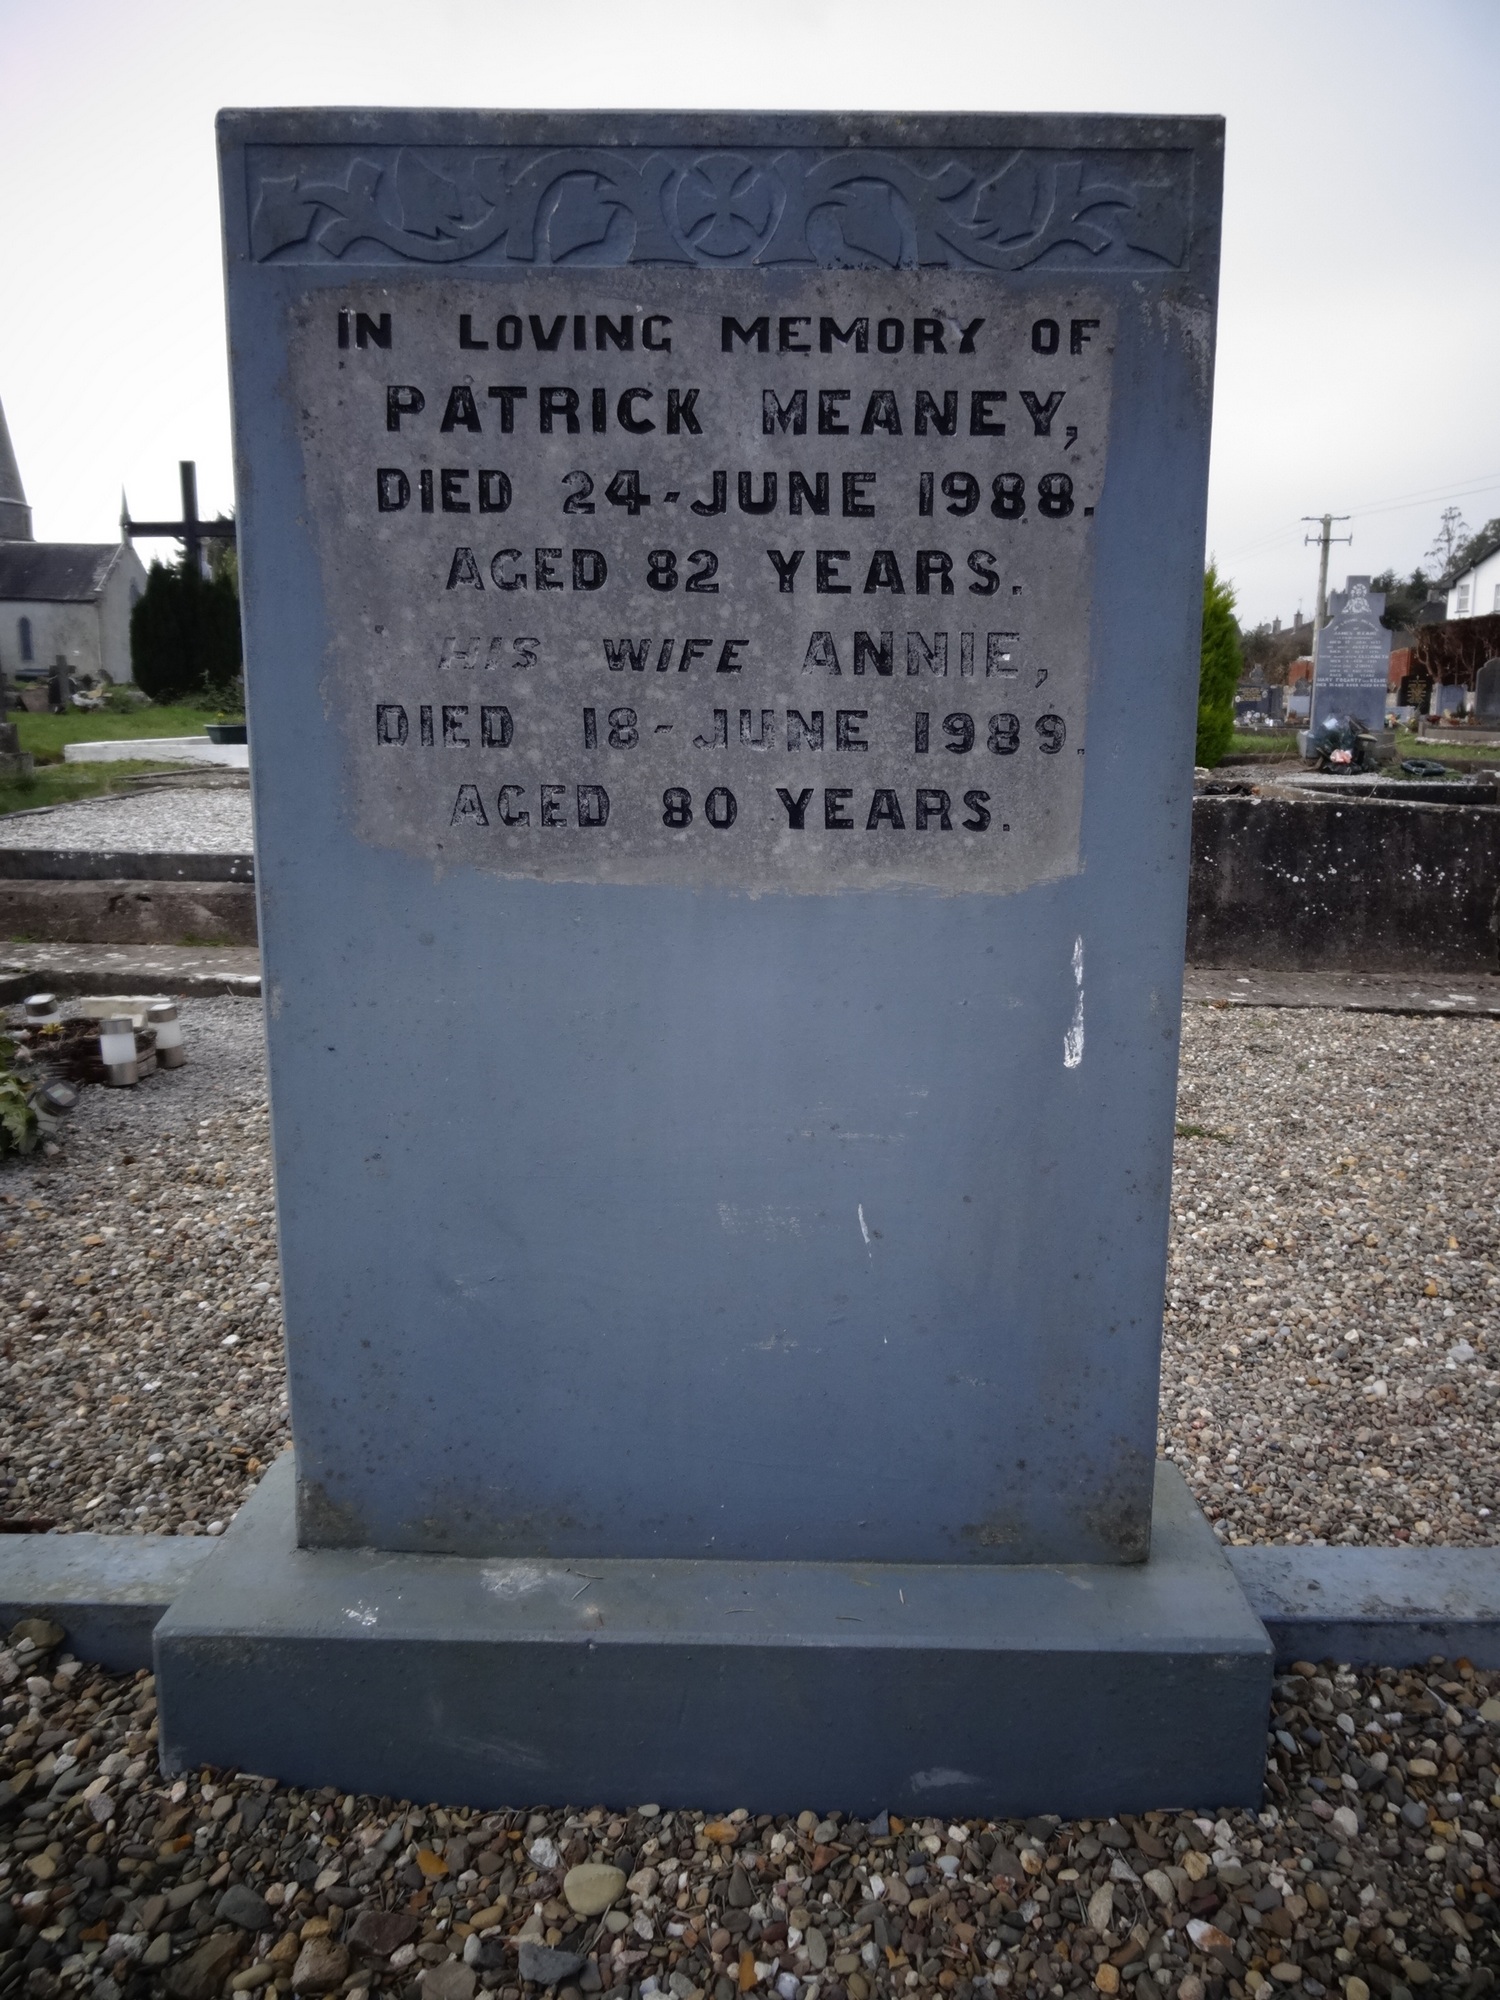 IN LOVING MEMORY OF
PATRICK MEANEY,
DIED 24-JUNE 1988.
AGED 82 YEARS.
HIS WIFE ANNIE,
DIED 18-JUNE 1989.
AGED 80 YEARS.